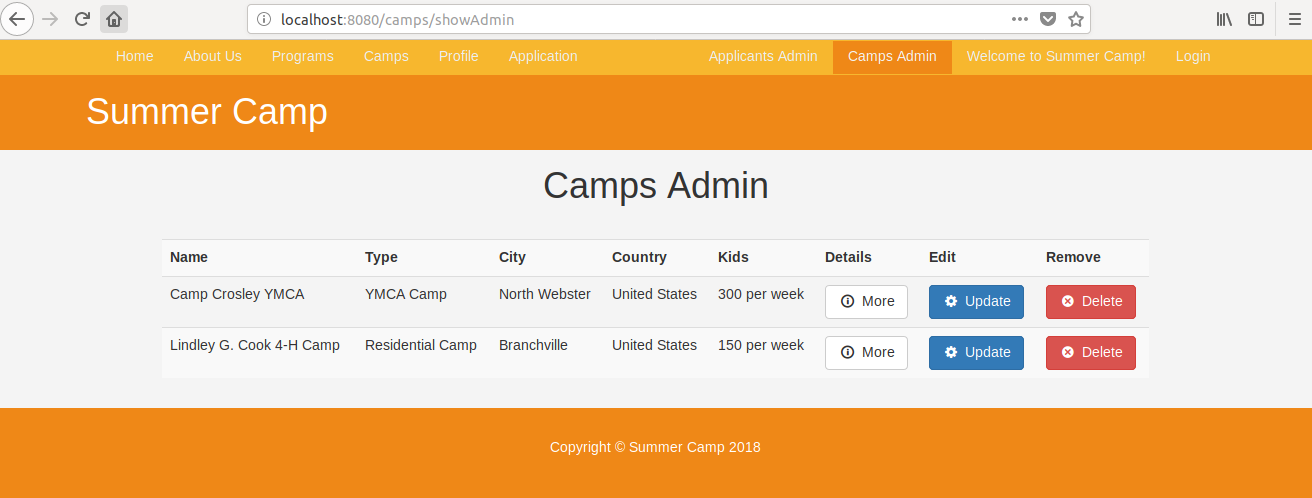 localhost:8080/camps/showAdmin
Home About Us Programs Camps Profile Application Applicants Admin Camps Admin Welcome to Summer Camp! Login
Summer Camp
Camps Admin
Name Type City Country Kids Details Edit Remove
Camp Crosley YMCA YMCA Camp North Webster United States 300 per week More Update Delete
Lindley G. Cook 4-H Camp Residential Camp Branchville United States 150 per week More Update Delete
Copyright © Summer Camp 2018